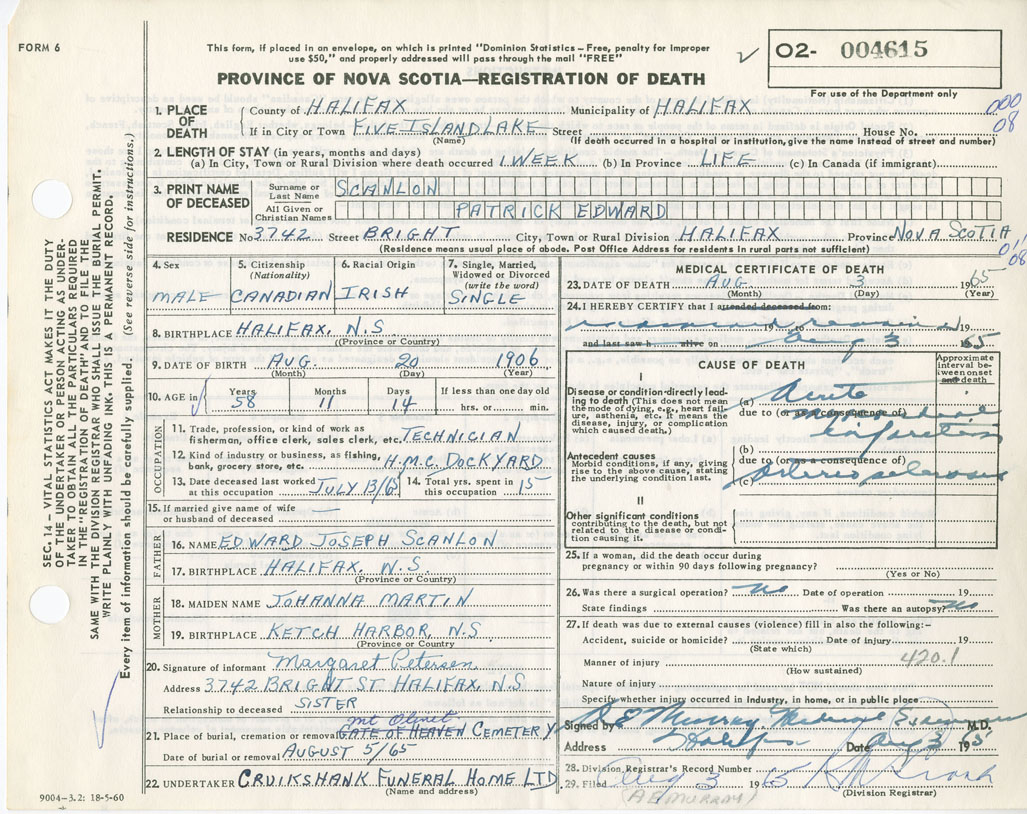 FORM 6
This form, if placed in an envelope, on which is printed "Dominion Statistics – Free, penalty for improper
use $50," and properly addressed will pass through the mail "FREE"
PROVINCE OF NOVA SCOTIA—REGISTRATION OF DEATH
02- 004615
For use of the Department only
000
08
1. PLACE OF DEATH
County of HALIFAX Municipality of HALIFAX
If in City or Town FIVE ISLAND LAKE Street House No.
(Name) (If death occurred in a hospital or institution, give the name instead of street and number)
2. LENGTH OF STAY (in years, months and days)
(a) In City, Town or Rural Division where death occurred 1 WEEK (b) In Province LIFE (c) In Canada (if immigrant)
3. PRINT NAME OF DECEASED
Surname or Last Name SCANLON
All Given or Christian Names PATRICK EDWARD
RESIDENCE No 3742 Street BRIGHT City, Town or Rural Division HALIFAX Province NOVA SCOTIA
(Residence means usual place of abode. Post Office Address for residents in rural parts not sufficient)
08
4. Sex MALE
5. Citizenship (Nationality) CANADIAN
6. Racial Origin IRISH
7. Single, Married, Widowed or Divorced (write the word) SINGLE
8. BIRTHPLACE HALIFAX, N.S
(Province or Country)
9. DATE OF BIRTH AUG. 20 1906
(Month) (Day) (Year)
10. AGE in Years 58 Months 11 Days 14 If less than one day old hrs. or min.
OCCUPATION
11. Trade, profession, or kind of work as
fisherman, office clerk, sales clerk, etc. TECHNICIAN
12. Kind of industry or business, as fishing,
bank, grocery store, etc. H.M.C. DOCKYARD
13. Date deceased last worked
at this occupation JULY 13/65
14. Total yrs. spent in
this occupation 15
15. If married give name of wife
or husband of deceased
FATHER
16. NAME EDWARD JOSEPH SCANLON
17. BIRTHPLACE HALIFAX, N.S.
(Province or Country)
MOTHER
18. MAIDEN NAME JOHANNA MARTIN
19. BIRTHPLACE KETCH HARBOR, N.S
(Province or Country)
20. Signature of informant Margaret Petersen
Address 3742 BRIGHT ST HALIFAX, N.S
Relationship to deceased SISTER
mt Olivet
21. Place of burial, cremation or removal GATE OF HEAVEN CEMETERY
Date of burial or removal AUGUST 5/65
22. UNDERTAKER CRUIKSHANK FUNERAL HOME LTD
(Name and address)
MEDICAL CERTIFICATE OF DEATH
23. DATE OF DEATH AUG 3 1965
(Month) (Day) (Year)
24. I HEREBY CERTIFY that I attended deceased from:
19 to 19
and last saw h alive on Aug 3 65
CAUSE OF DEATH
Approximate interval between onset and death
I
Disease or condition directly leading to death (This does not mean the mode of dying, e.g., heart failure, asthenia, etc. It means the disease, injury, or complication which caused death.)
(a) Acute
due to (or as a consequence of)
infarction
Antecedent causes
Morbid conditions, if any, giving rise to the above cause, stating the underlying condition last.
(b)
due to (or as a consequence of)
(c) arteriosclerosis
II
Other significant conditions
contributing to the death, but not related to the disease or condition causing it.
25. If a woman, did the death occur during
pregnancy or within 90 days following pregnancy?
(Yes or No)
26. Was there a surgical operation? No Date of operation 19
State findings Was there an autopsy? No
27. If death was due to external causes (violence) fill in also the following:-
Accident, suicide or homicide? Date of injury 19
(State which)
Manner of injury 420.1
(How sustained)
Nature of injury
Specify whether injury occurred in Industry, in home, or in public place
Signed by A E Murray Medical Examiner M.D.
Address Halifax Date Aug 3 1965
28. Division Registrar's Record Number
29. Filed Aug 3 1965
(Division Registrar)
(A E MURRAY)
SEC. 14 – VITAL STATISTICS ACT MAKES IT THE DUTY
OF THE UNDERTAKER OR PERSON ACTING AS UNDER-
TAKER TO OBTAIN ALL THE PARTICULARS REQUIRED
IN THE "REGISTRATION OF DEATH" AND TO FILE THE
SAME WITH THE DIVISION REGISTRAR WHO SHALL ISSUE THE BURIAL PERMIT.
WRITE PLAINLY WITH UNFADING INK. THIS IS A PERMANENT RECORD.
Every item of information should be carefully supplied. (See reverse side for instructions.)
9004–3.2: 18-5-60